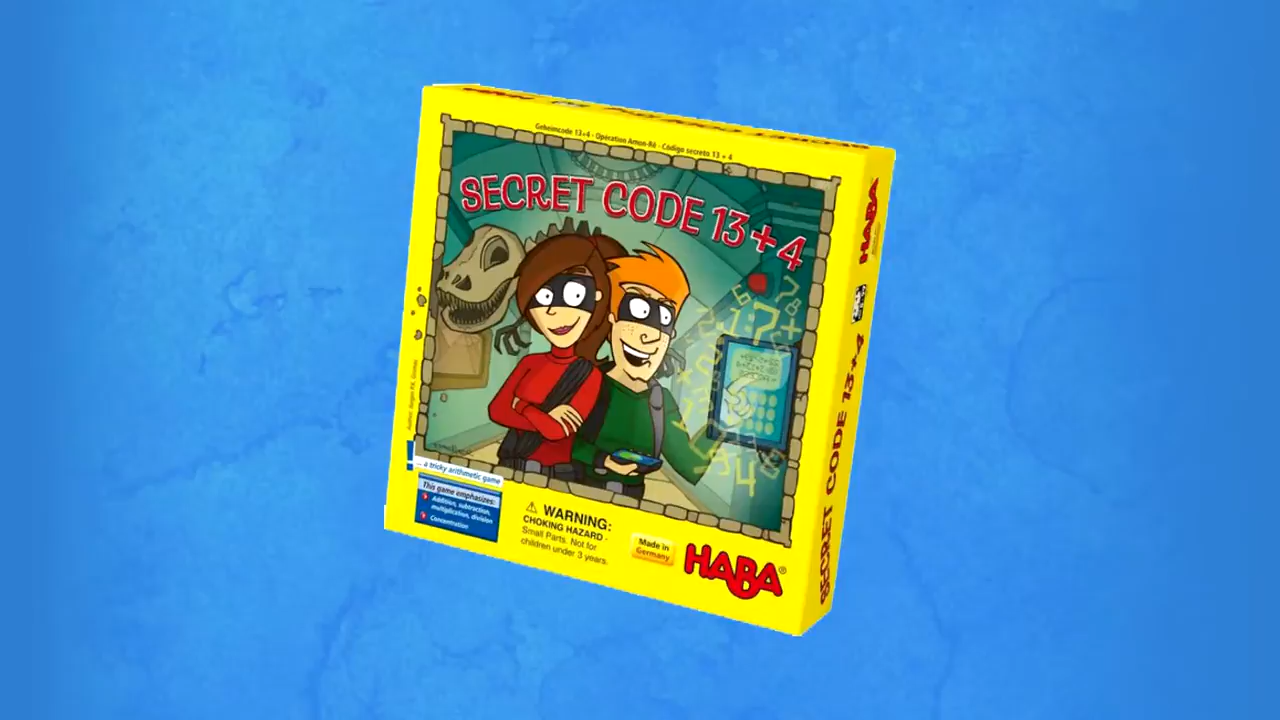 Geheimcode 13+4 · Opération Amon-Rê · Código secreto 13 + 4
SECRET CODE 13+4
... a tricky arithmetic game
This game emphasizes:
Addition, subtraction,
multiplication, division
Concentration
WARNING:
CHOKING HAZARD -
Small Parts. Not for
children under 3 years.
Made in
Germany
HABA®
HABA
SECRET CODE 13+4